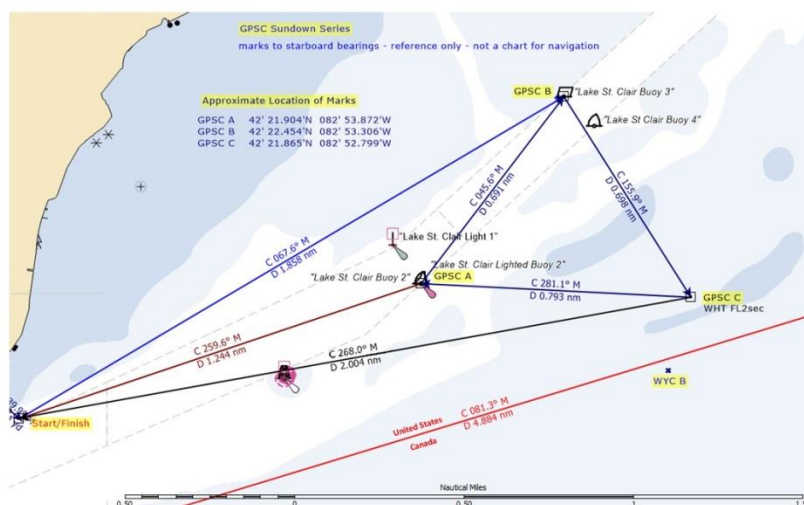 GPSC Sundown Series
marks to starboard bearings - reference only - not a chart for navigation
Approximate Location of Marks
GPSC A 42' 21.904'N 082' 53.872'W
GPSC B 42' 22.454'N 082' 53.306'W
GPSC C 42' 21.865'N 082' 52.799'W
GPSC B
"Lake St. Clair Buoy 3"
"Lake St Clair Buoy 4"
C 045.6° M
D 0.691 nm
C 155.9° M
D 0.698 nm
C 067.6° M
D 1.858 nm
"Lake St. Clair Light 1"
"Lake St. Clair Lighted Buoy 2"
"Lake St. Clair Buoy 2"
GPSC A
C 281.1° M
D 0.793 nm
GPSC C
WHT FL2sec
C 259.6° M
D 1.244 nm
C 268.0° M
D 2.004 nm
WYC B
Start/Finish
United States
Canada
C 081.3° M
D 4.884 nm
Nautical Miles
0.50 0 0.50 1